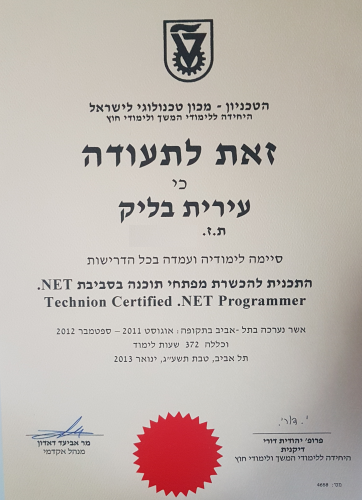 הטכניון - מכון טכנולוגי לישראל
היחידה ללימודי המשך ולימודי חוץ
זאת לתעודה
כי
עירית בליק
ת.ז.
סיימה לימודיה ועמדה בכל הדרישות
התכנית להכשרת מפתחי תוכנה בסביבת NET.
Technion Certified .NET Programmer
אשר נערכה בתל -אביב בתקופה: אוגוסט 2011 – ספטמבר 2012
וכללה 372 שעות לימוד
תל אביב, טבת תשע״ג, ינואר 2013
מר אביעד דאדון
מנהל אקדמי
י. דורי
פרופ' יהודית דורי
דיקנית
היחידה ללימודי המשך ולימודי חוץ
מס': 4658